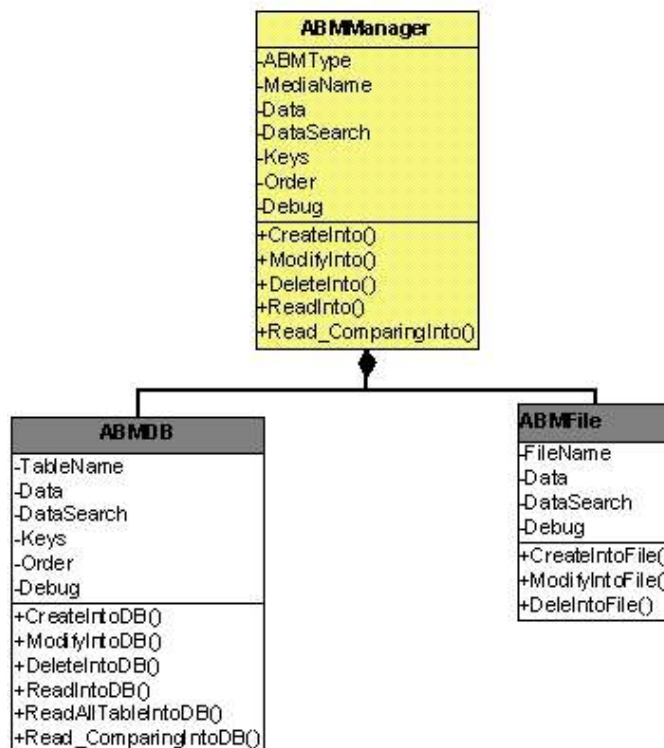 ABMManager
-ABMType
-MediaName
-Data
-DataSearch
-Keys
-Order
-Debug
+CreateInto()
+ModifyInto()
+DeleteInto()
+ReadInto()
+Read_ComparingInto()
ABMDB
-TableName
-Data
-DataSearch
-Keys
-Order
-Debug
+CreateIntoDB()
+ModifyIntoDB()
+DeleteIntoDB()
+ReadIntoDB()
+ReadAllTableIntoDB()
+Read_ComparingIntoDB()
ABMFile
-FileName
-Data
-DataSearch
-Debug
+CreateIntoFile(
+ModifyIntoFile(
+DeleIntoFile()